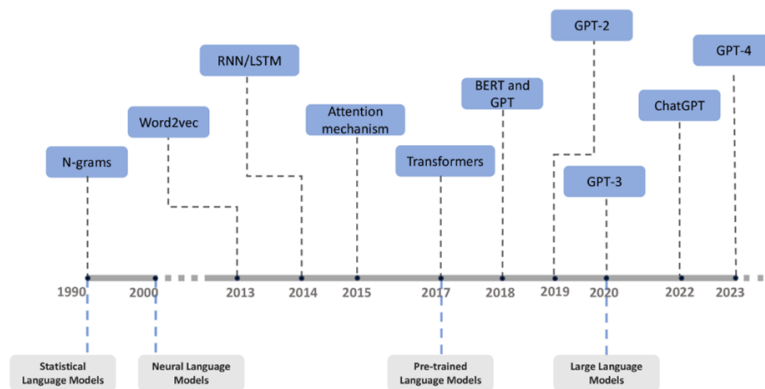 GPT-2
GPT-4
RNN/LSTM
BERT and
GPT
Word2vec
Attention
mechanism
ChatGPT
N-grams
Transformers
GPT-3
1990
2000
2013
2014
2015
2017
2018
2019
2020
2022
2023
Statistical
Language Models
Neural Language
Models
Pre-trained
Language Models
Large Language
Models